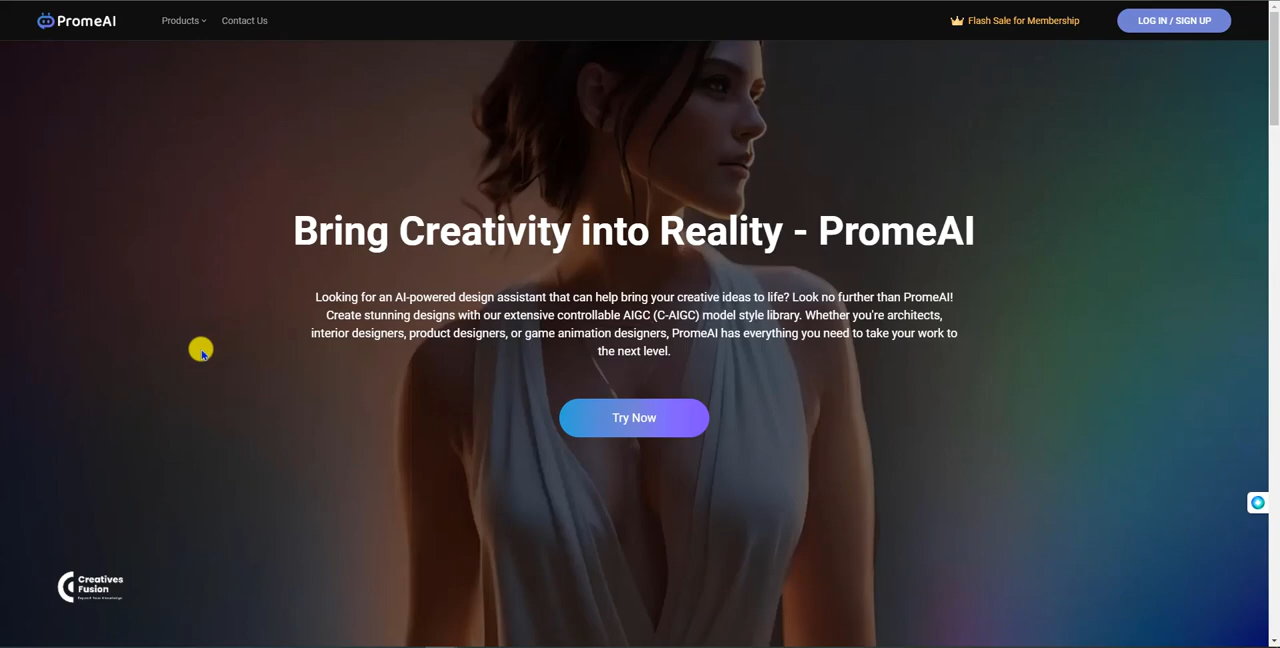 PromeAI
Products
Contact Us
Flash Sale for Membership
LOG IN / SIGN UP
Bring Creativity into Reality - PromeAI
Looking for an AI-powered design assistant that can help bring your creative ideas to life? Look no further than PromeAI!
Create stunning designs with our extensive controllable AIGC (C-AIGC) model style library. Whether you're architects,
interior designers, product designers, or game animation designers, PromeAI has everything you need to take your work to
the next level.
Try Now
Creatives
Fusion
Expand Your Knowledge